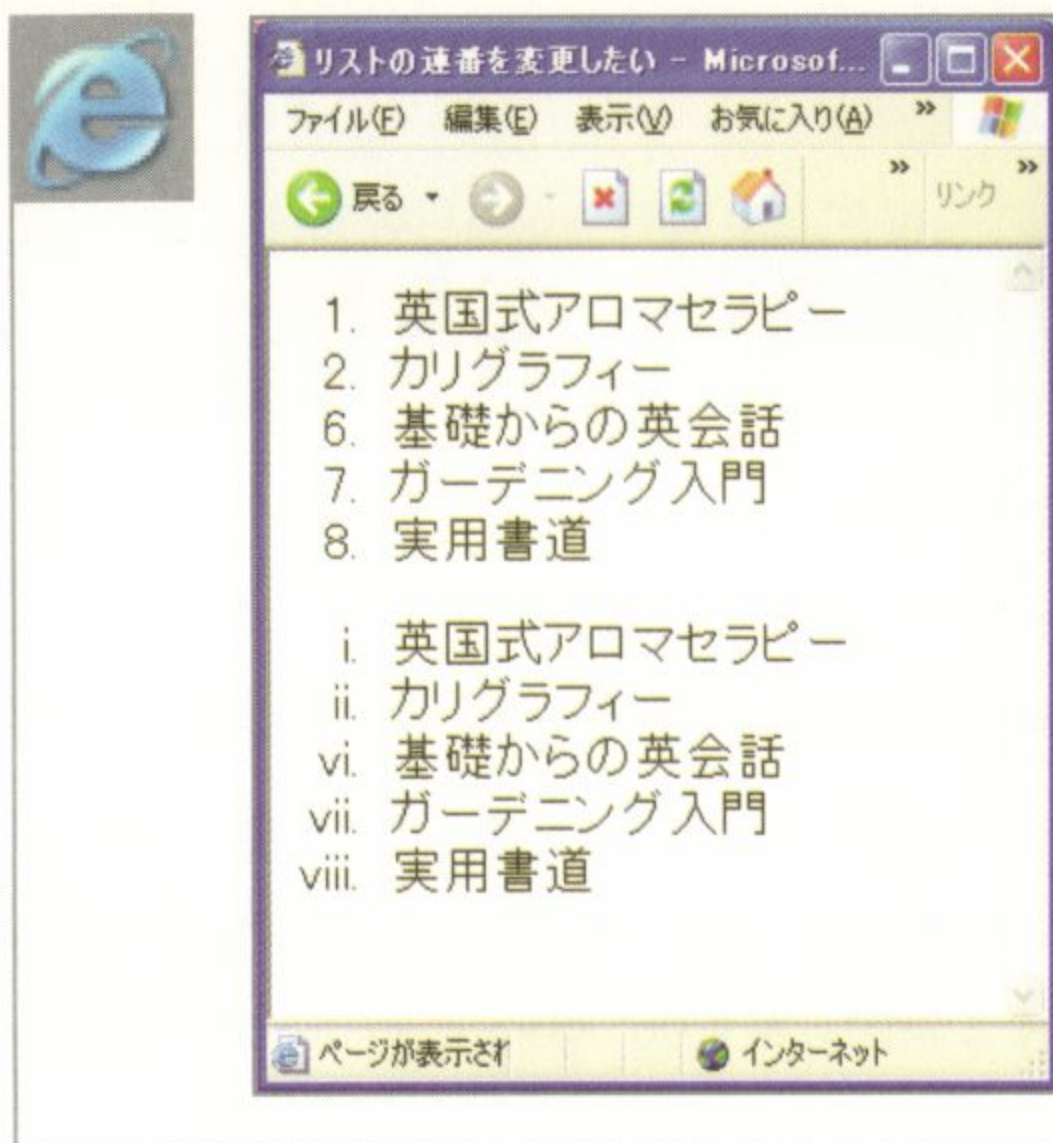 リストの連番を変更したい - Microsof...
ファイル(F) 編集(E) 表示(V) お気に入り(A) »
戻る » リンク »
1. 英国式アロマセラピー
2. カリグラフィー
6. 基礎からの英会話
7. ガーデニング入門
8. 実用書道
i. 英国式アロマセラピー
ii. カリグラフィー
vi. 基礎からの英会話
vii. ガーデニング入門
viii. 実用書道
ページが表示され インターネット